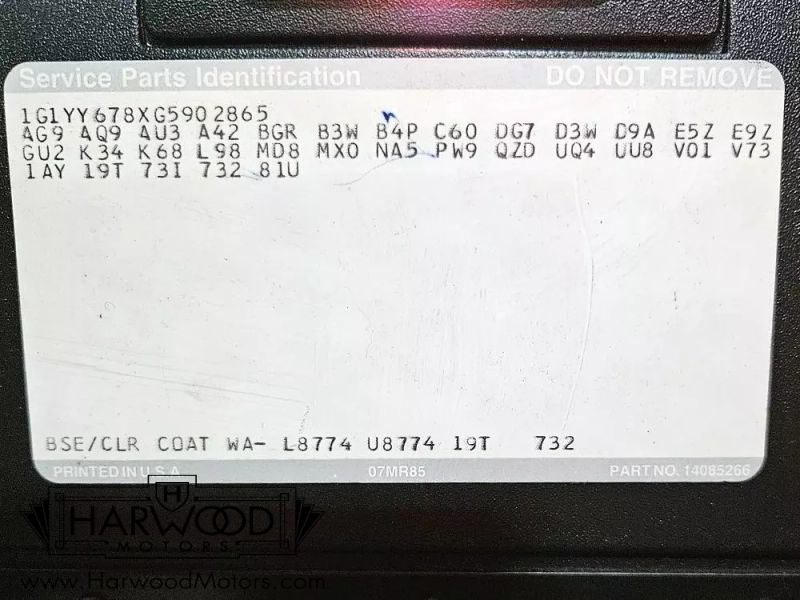 Service Parts Identification DO NOT REMOVE
1G1YY678XG5902865
AG9 AQ9 AU3 A42 BGR B3W B4P C60 DG7 D3W D9A E5Z E9Z
GU2 K34 K68 L98 MD8 MX0 NA5 PW9 QZD UQ4 UU8 V01 V73
1AY 19T 73I 732 81U
BSE/CLR COAT WA- L8774 U8774 19T 732
PRINTED IN U.S.A. 07MR85 PART NO. 14085266
H
HARWOOD
MOTORS
www.HarwoodMotors.com